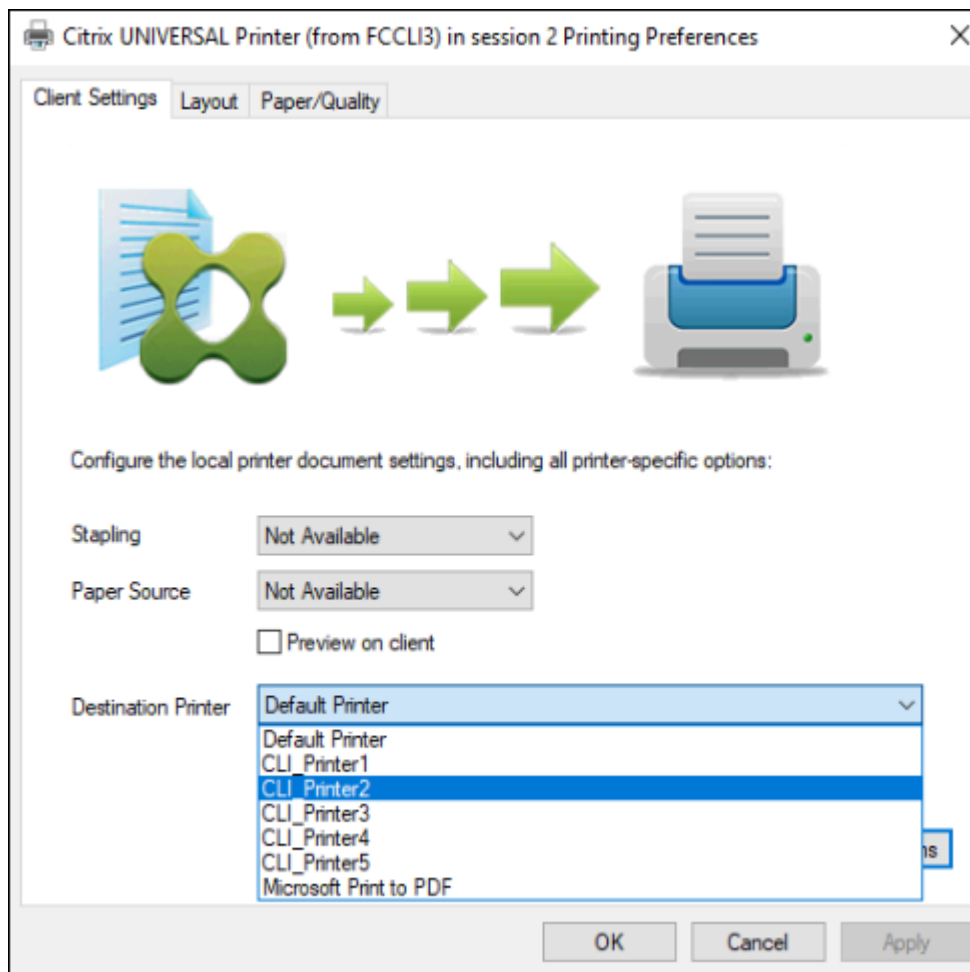 Citrix UNIVERSAL Printer (from FCCLI3) in session 2 Printing Preferences
Client Settings Layout Paper/Quality
Configure the local printer document settings, including all printer-specific options:
Stapling Not Available
Paper Source Not Available
Preview on client
Destination Printer Default Printer
Default Printer
CLI_Printer1
CLI_Printer2
CLI_Printer3
CLI_Printer4
CLI_Printer5
Microsoft Print to PDF
OK Cancel Apply